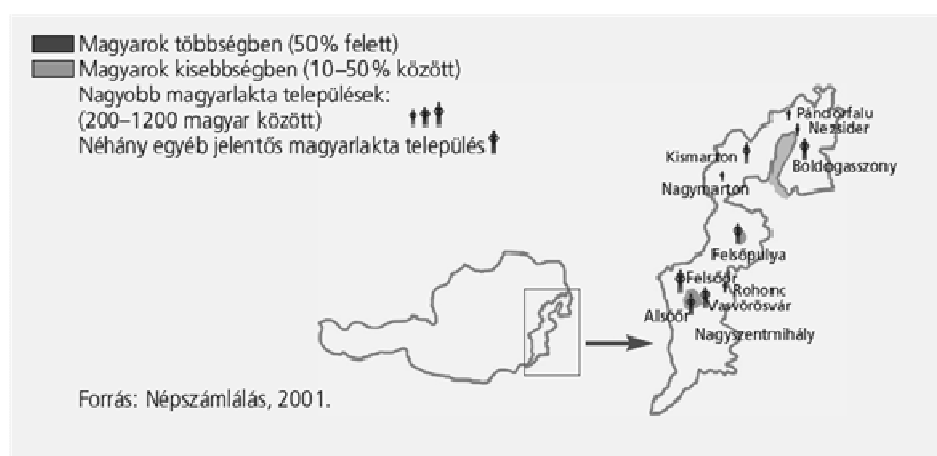 Magyarok többségben (50% felett)
Magyarok kisebbségben (10–50% között)
Nagyobb magyarlakta települések:
(200–1200 magyar között)
Néhány egyéb jelentős magyarlakta település
Pándorfalu
Nezsider
Kismarton
Boldogasszony
Nagymarton
Felsőpulya
Felsőőr
Rohonc
Vasvörösvár
Alsóőr
Nagyszentmihály
Forrás: Népszámlálás, 2001.